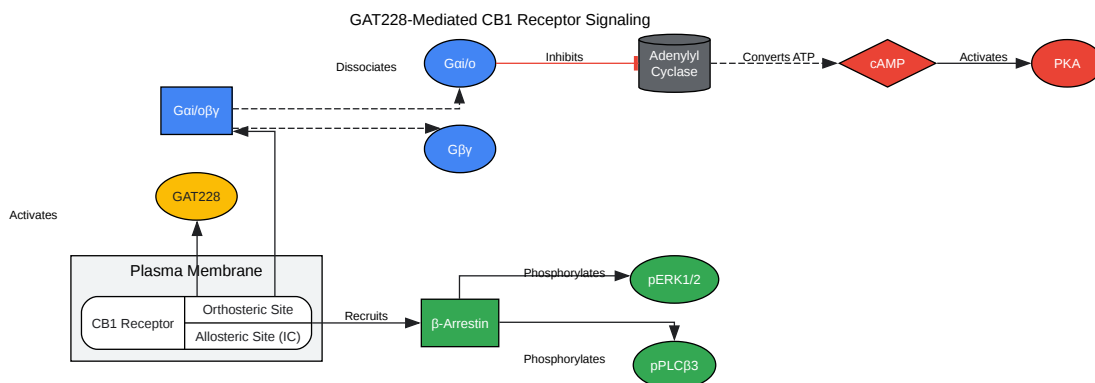 GAT228-Mediated CB1 Receptor Signaling
Dissociates
Gαi/o
Inhibits
Adenylyl
Cyclase
Converts ATP
cAMP
Activates
PKA
Gαi/oβγ
Gβγ
GAT228
Activates
Plasma Membrane
CB1 Receptor
Orthosteric Site
Allosteric Site (IC)
Recruits
β-Arrestin
Phosphorylates
pERK1/2
Phosphorylates
pPLCβ3